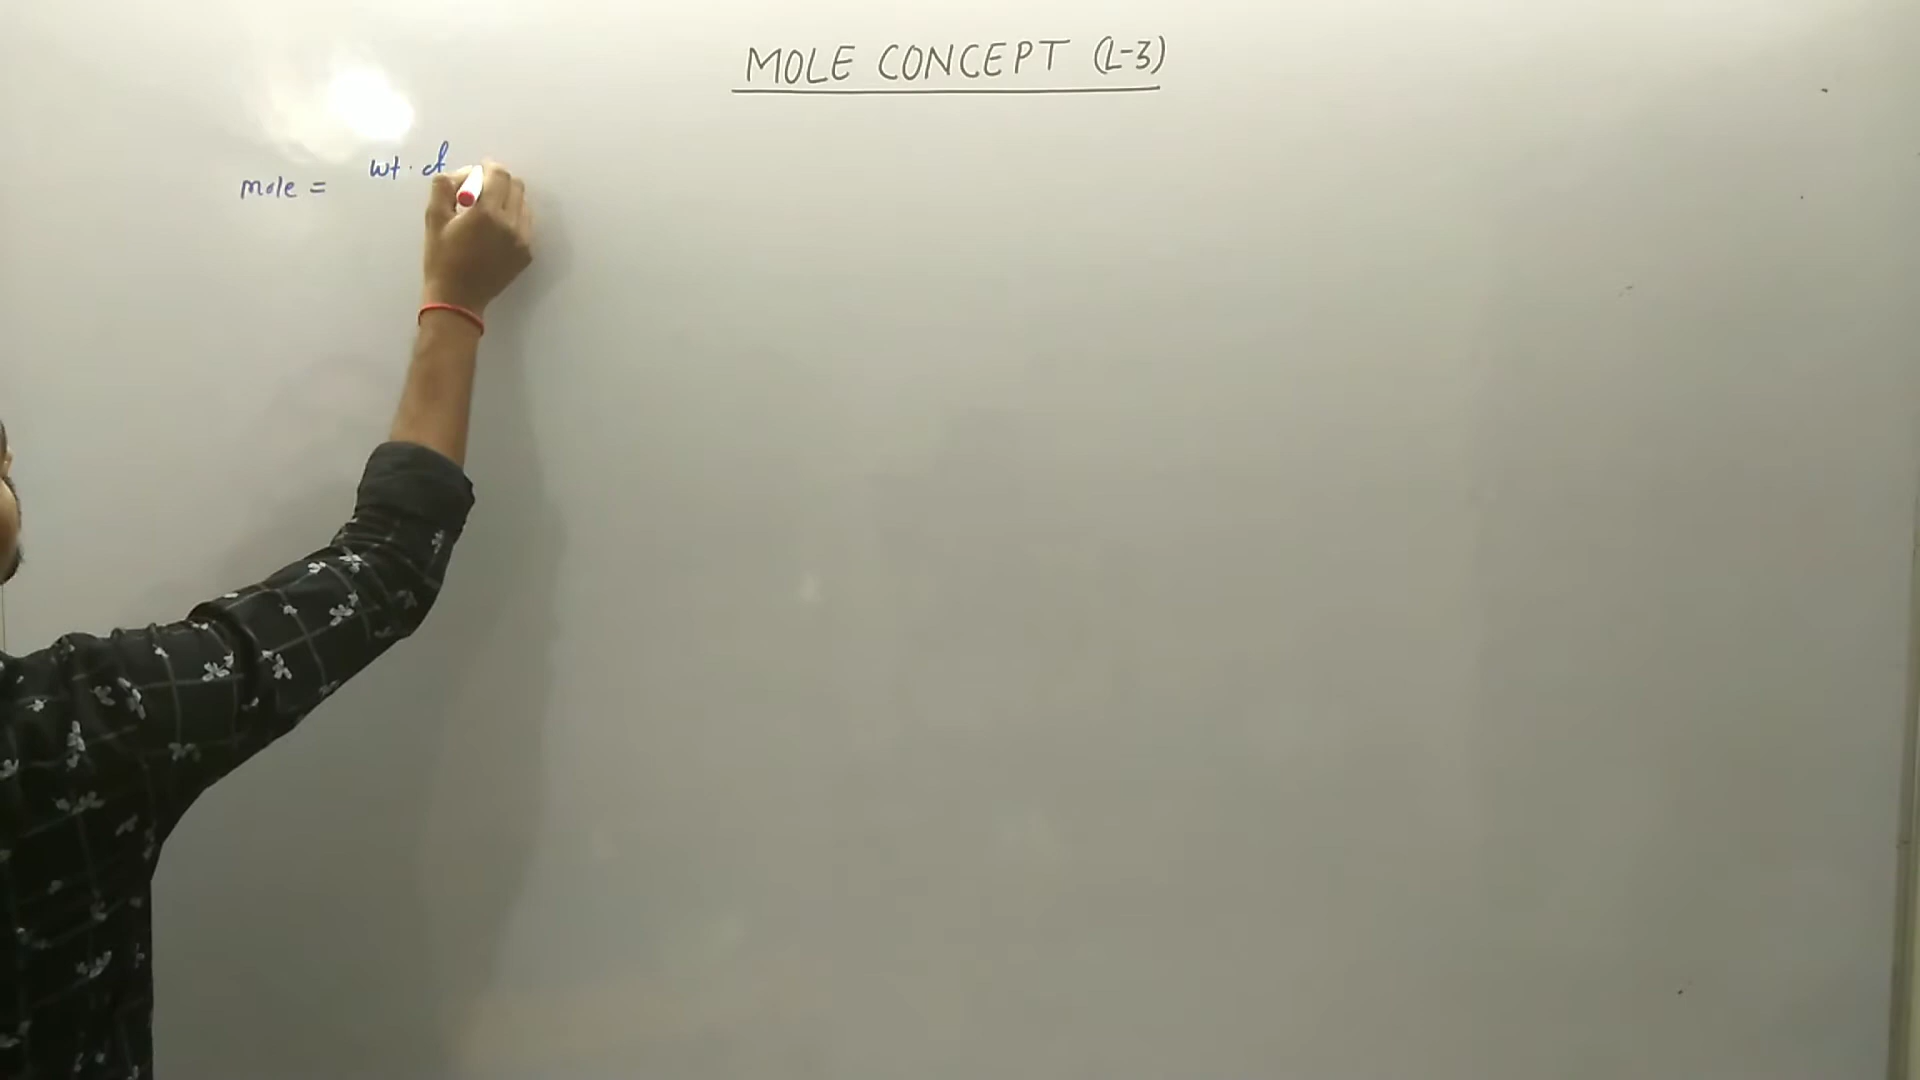 MOLE CONCEPT (L-3)
mole = wt. of